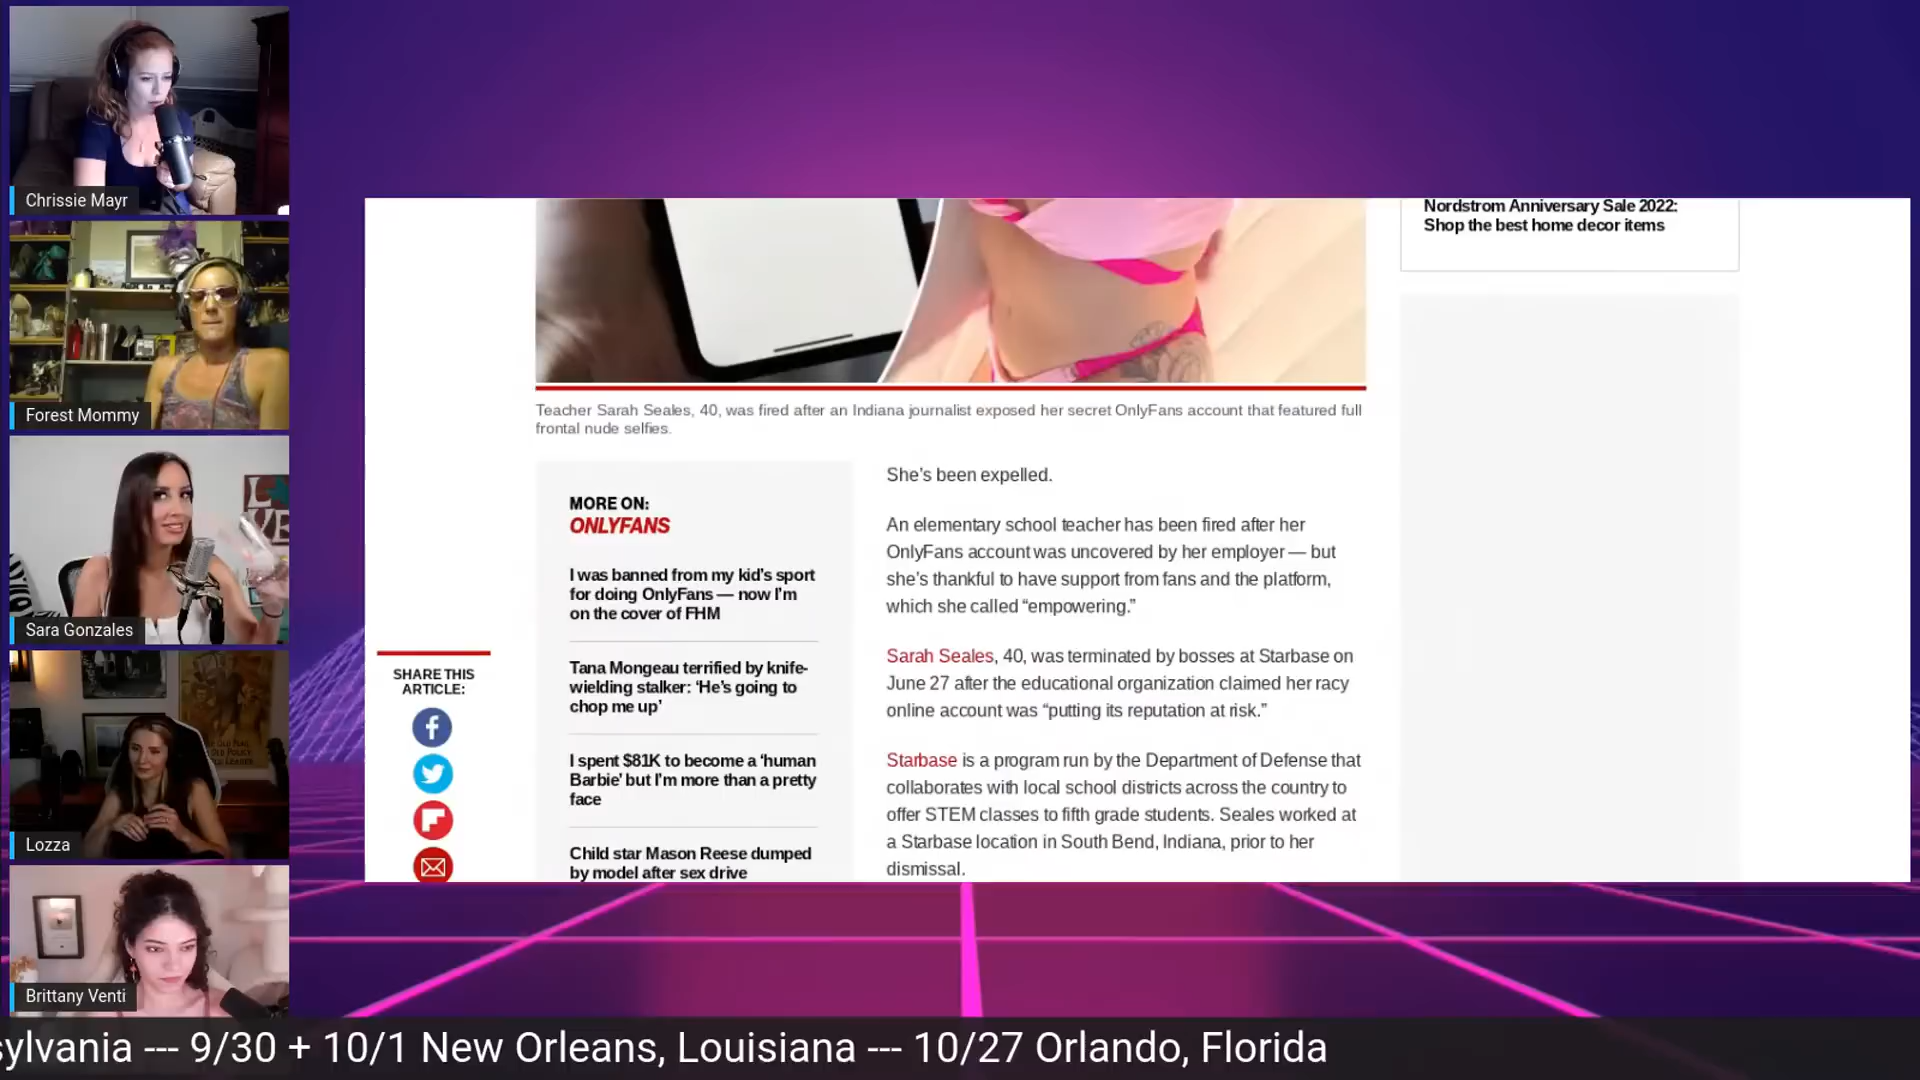 Chrissie Mayr
Forest Mommy
Sara Gonzales
Lozza
Brittany Venti
Nordstrom Anniversary Sale 2022:
Shop the best home decor items
Teacher Sarah Seales, 40, was fired after an Indiana journalist exposed her secret OnlyFans account that featured full
frontal nude selfies.
SHARE THIS
ARTICLE:
MORE ON:
ONLYFANS
I was banned from my kid's sport
for doing OnlyFans — now I'm
on the cover of FHM
Tana Mongeau terrified by knife-
wielding stalker: 'He's going to
chop me up'
I spent $81K to become a 'human
Barbie' but I'm more than a pretty
face
Child star Mason Reese dumped
by model after sex drive
She's been expelled.
An elementary school teacher has been fired after her
OnlyFans account was uncovered by her employer — but
she's thankful to have support from fans and the platform,
which she called “empowering.”
Sarah Seales, 40, was terminated by bosses at Starbase on
June 27 after the educational organization claimed her racy
online account was “putting its reputation at risk.”
Starbase is a program run by the Department of Defense that
collaborates with local school districts across the country to
offer STEM classes to fifth grade students. Seales worked at
a Starbase location in South Bend, Indiana, prior to her
dismissal.
sylvania --- 9/30 + 10/1 New Orleans, Louisiana --- 10/27 Orlando, Florida